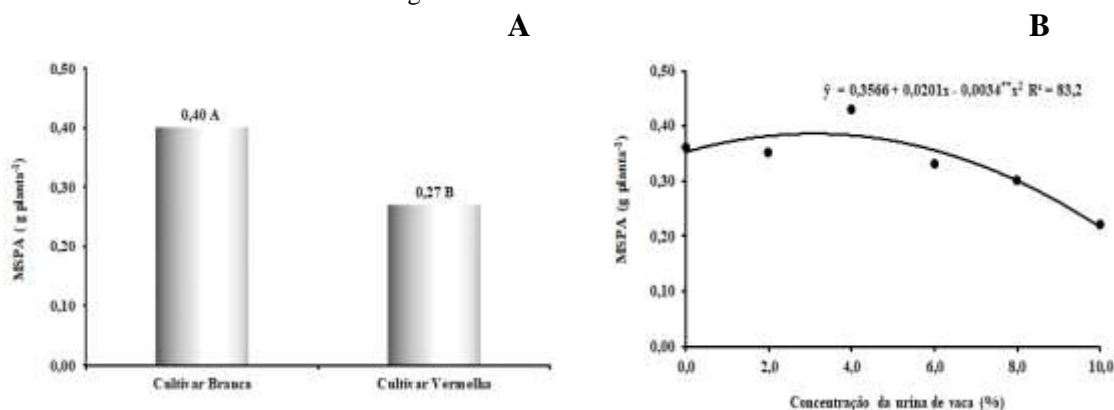 A
0,50
0,40
0,30
0,20
0,10
0,00
MSPA ( g planta⁻¹)
0,40 A
0,27 B
Cultivar Branca
Cultivar Vermelha
B
0,50
0,40
0,30
0,20
0,10
0,00
MSPA (g planta⁻¹)
ŷ = 0,3566 + 0,0201x - 0,0034**x² R² = 83,2
0,0 2,0 4,0 6,0 8,0 10,0
Concentração da urina de vaca (%)